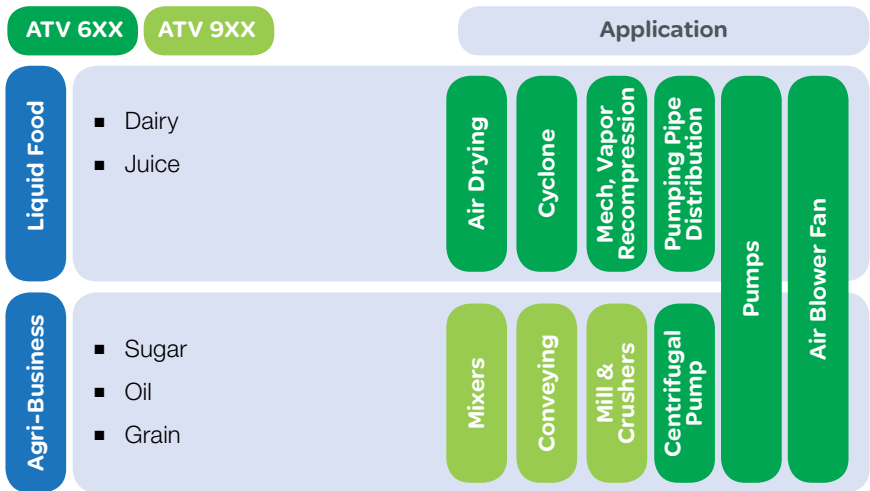 ATV 6XX
ATV 9XX
Application
Liquid Food
Dairy
Juice
Air Drying
Cyclone
Mech, Vapor
Recompression
Pumping Pipe
Distribution
Pumps
Air Blower Fan
Agri-Business
Sugar
Oil
Grain
Mixers
Conveying
Mill &
Crushers
Centrifugal
Pump